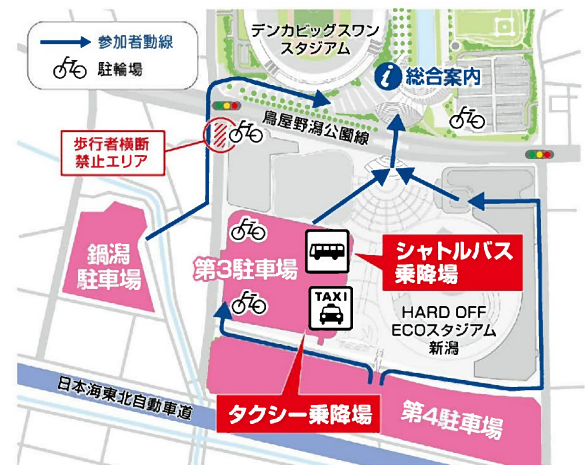 参加者動線
駐輪場
デンカビッグスワン
スタジアム
i 総合案内
鳥屋野潟公園線
歩行者横断
禁止エリア
鍋潟
駐車場
第3駐車場
シャトルバス
乗降場
TAXI
HARD OFF
ECOスタジアム
新潟
日本海東北自動車道
タクシー乗降場
第4駐車場